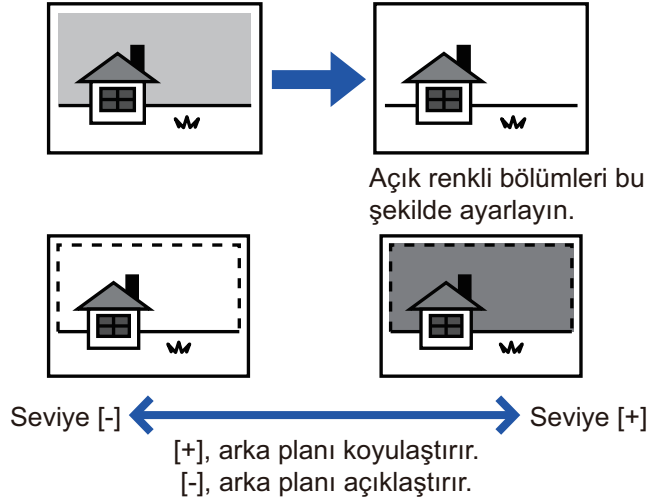 Açık renkli bölümleri bu
şekilde ayarlayın.
Seviye [-]
Seviye [+]
[+], arka planı koyulaştırır.
[-], arka planı açıklaştırır.